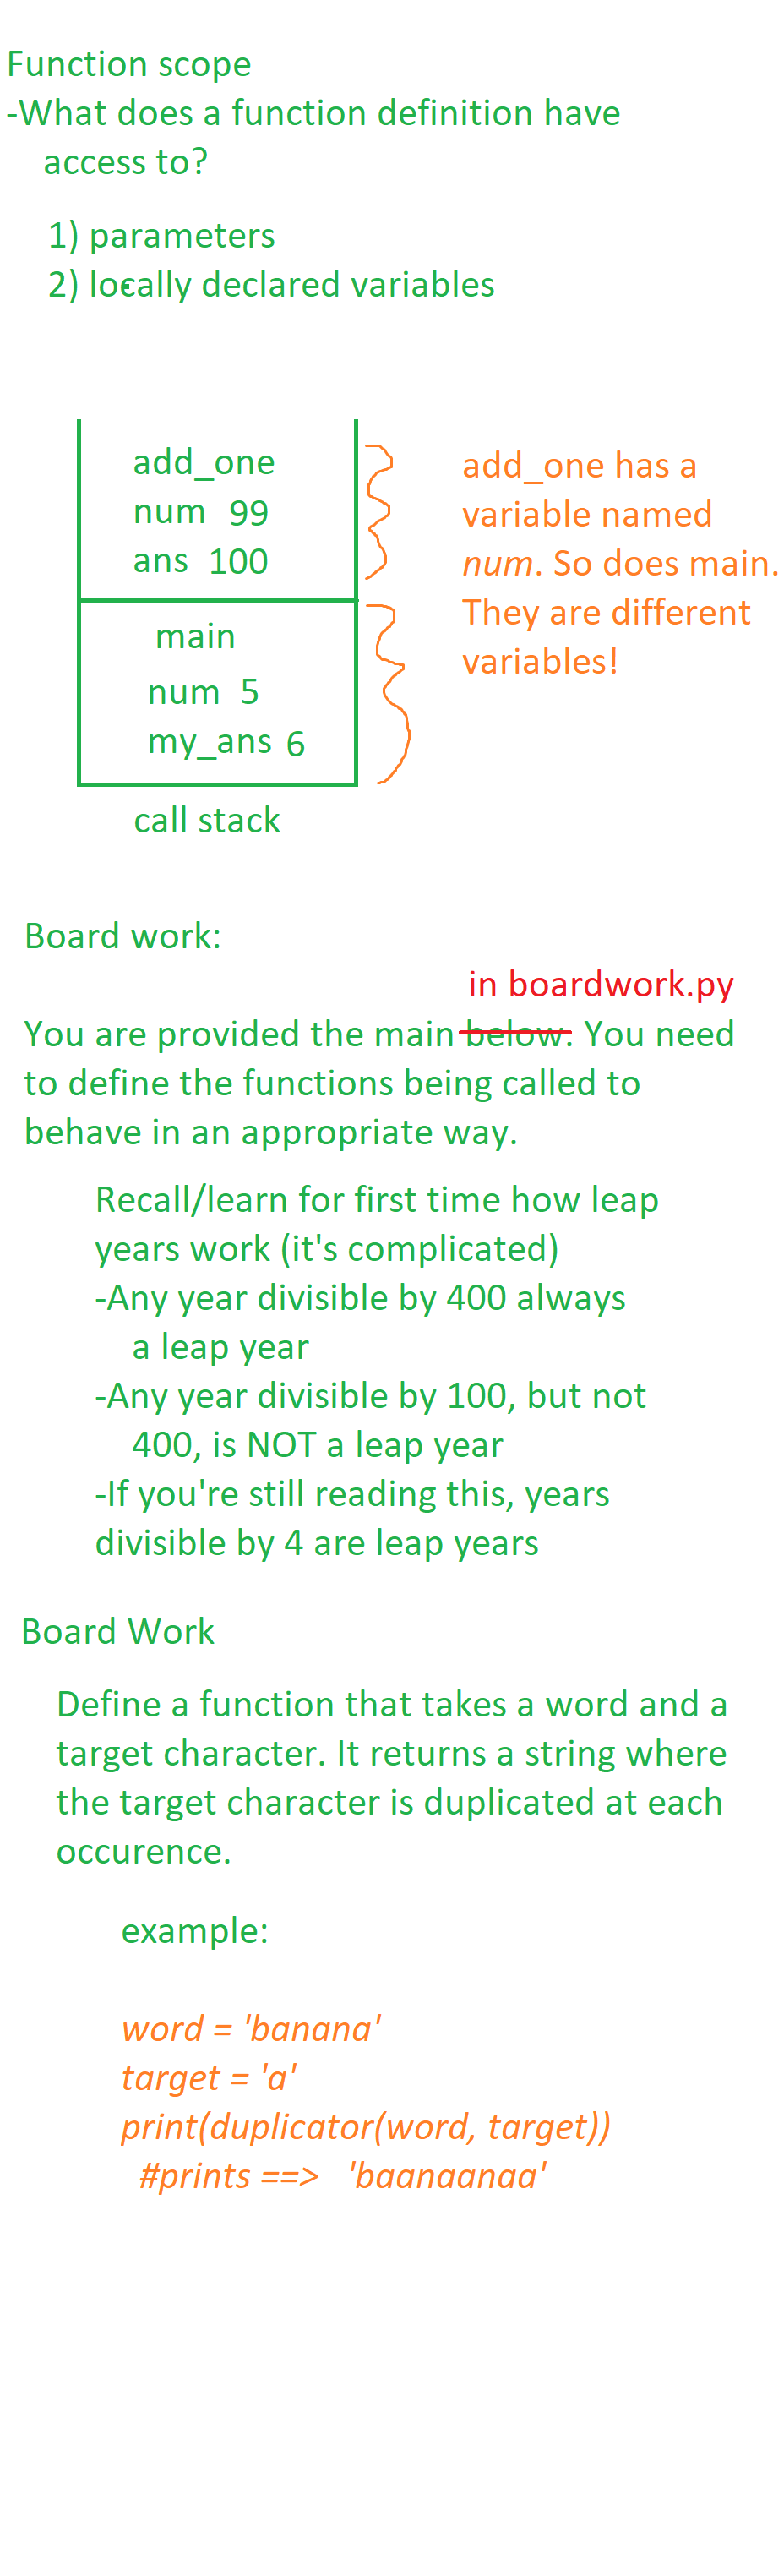 Function scope
-What does a function definition have
access to?
1) parameters
2) locally declared variables
add_one
num 99
ans 100
main
num 5
my_ans 6
call stack
add_one has a
variable named
num. So does main.
They are different
variables!
Board work:
in boardwork.py
You are provided the main below. You need
to define the functions being called to
behave in an appropriate way.
Recall/learn for first time how leap
years work (it's complicated)
-Any year divisible by 400 always
a leap year
-Any year divisible by 100, but not
400, is NOT a leap year
-If you're still reading this, years
divisible by 4 are leap years
Board Work
Define a function that takes a word and a
target character. It returns a string where
the target character is duplicated at each
occurence.
example:
word = 'banana'
target = 'a'
print(duplicator(word, target))
#prints ==> 'baanaanaa'